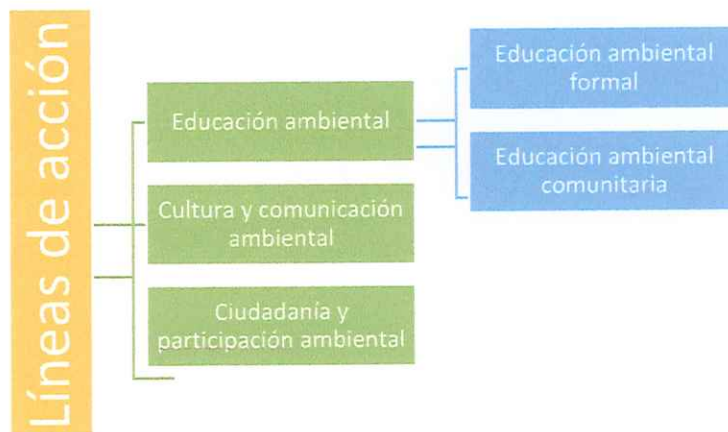 Líneas de acción
Educación ambiental
Educación ambiental
formal
Educación ambiental
comunitaria
Cultura y comunicación
ambiental
Ciudadanía y
participación ambiental